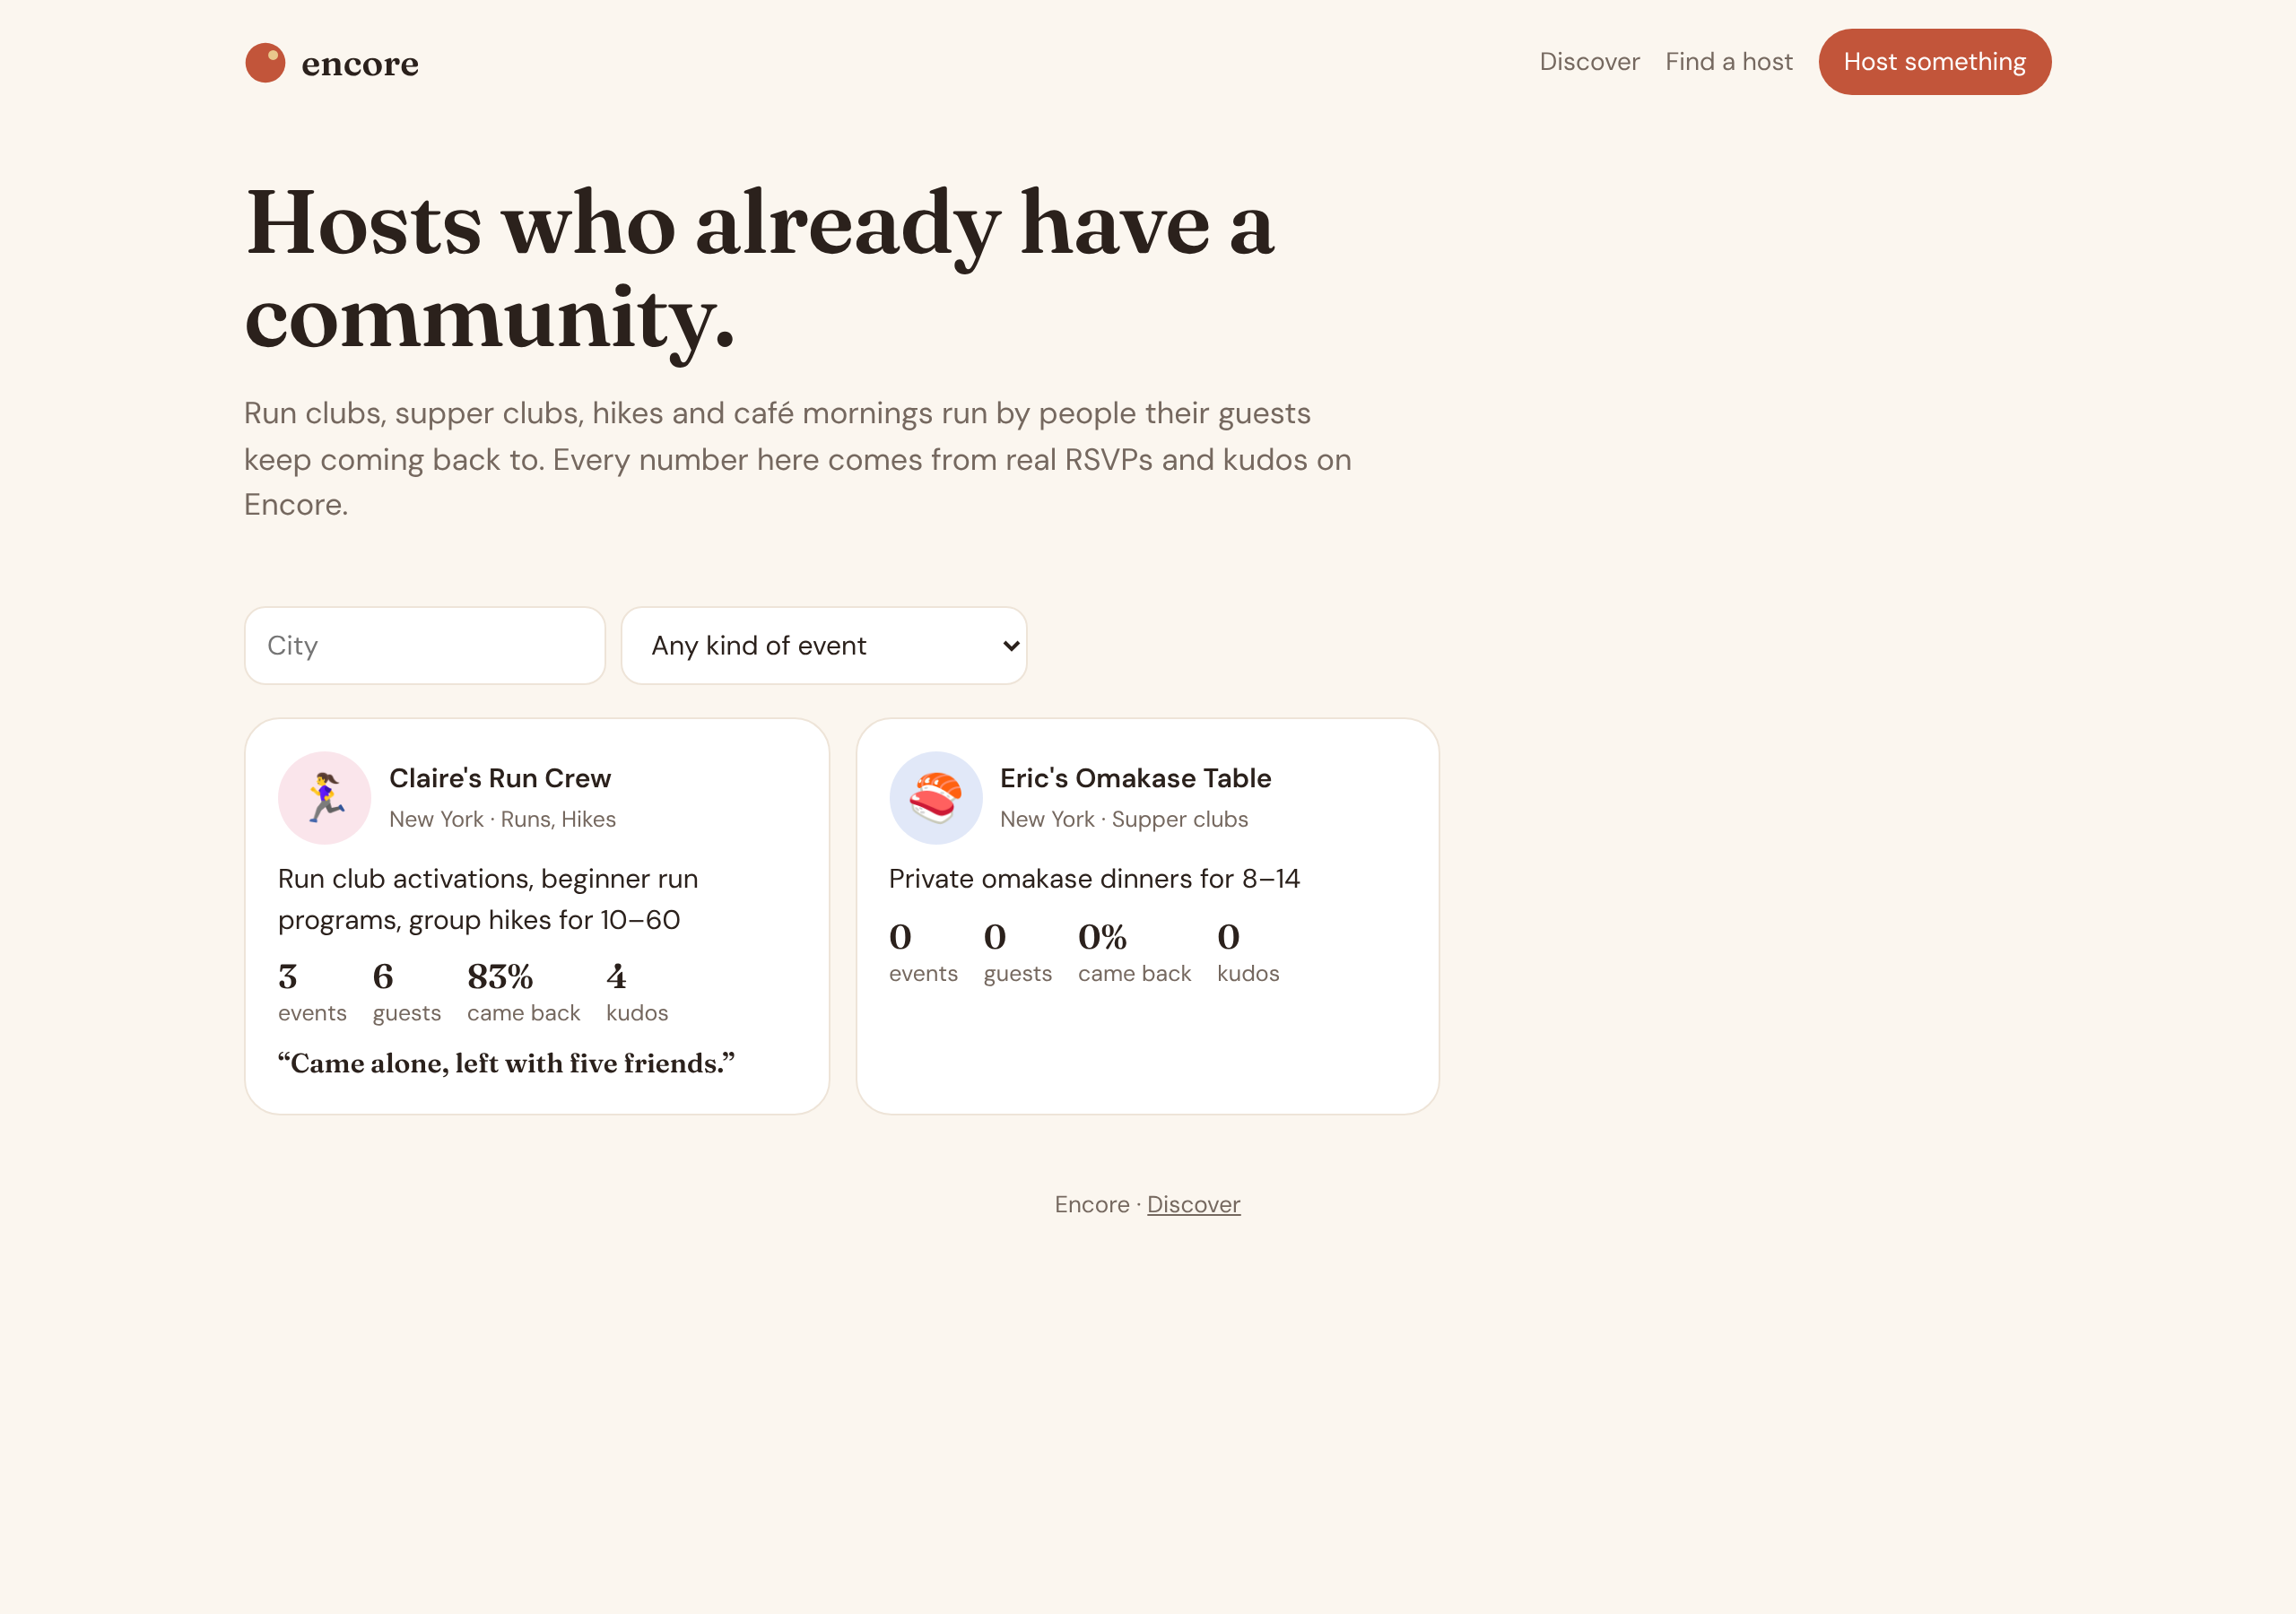 encore
Discover
Find a host
Host something
Hosts who already have a
community.
Run clubs, supper clubs, hikes and café mornings run by people their guests
keep coming back to. Every number here comes from real RSVPs and kudos on
Encore.
City
Any kind of event
Claire's Run Crew
New York · Runs, Hikes
Run club activations, beginner run
programs, group hikes for 10–60
3 6 83% 4
events guests came back kudos
“Came alone, left with five friends.”
Eric's Omakase Table
New York · Supper clubs
Private omakase dinners for 8–14
0 0 0% 0
events guests came back kudos
Encore · Discover